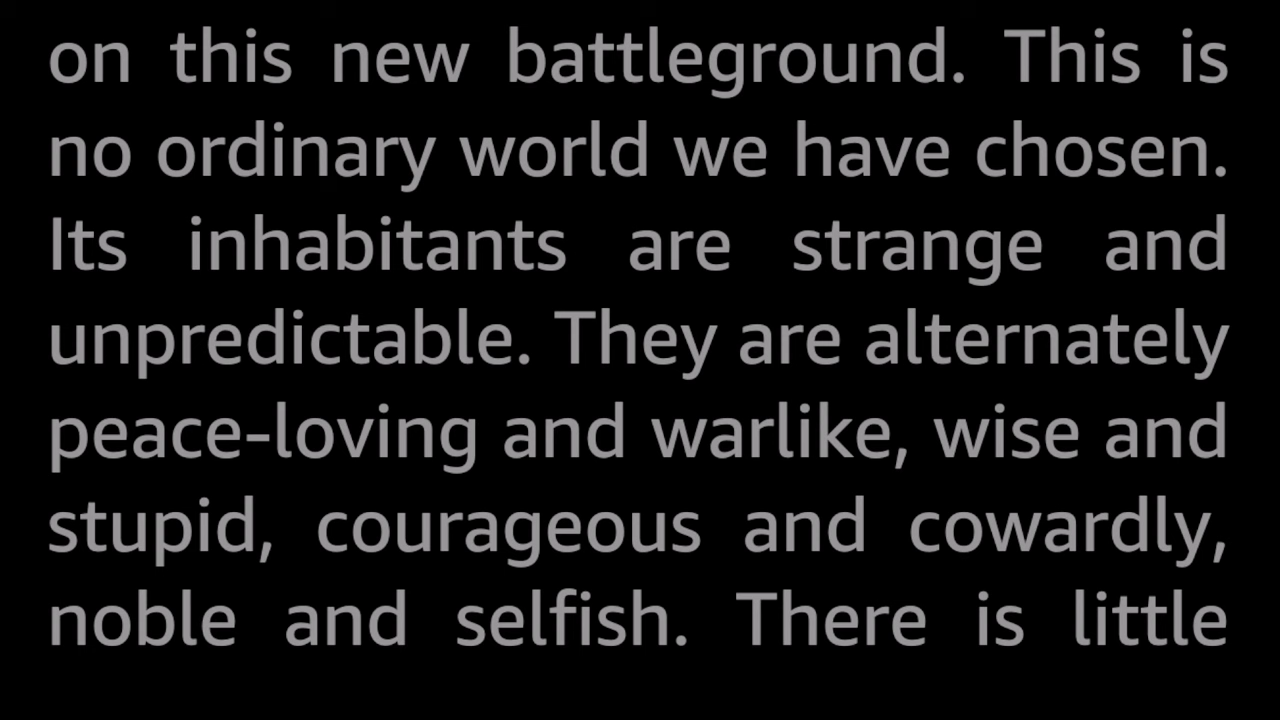 on this new battleground. This is
no ordinary world we have chosen.
Its inhabitants are strange and
unpredictable. They are alternately
peace-loving and warlike, wise and
stupid, courageous and cowardly,
noble and selfish. There is little